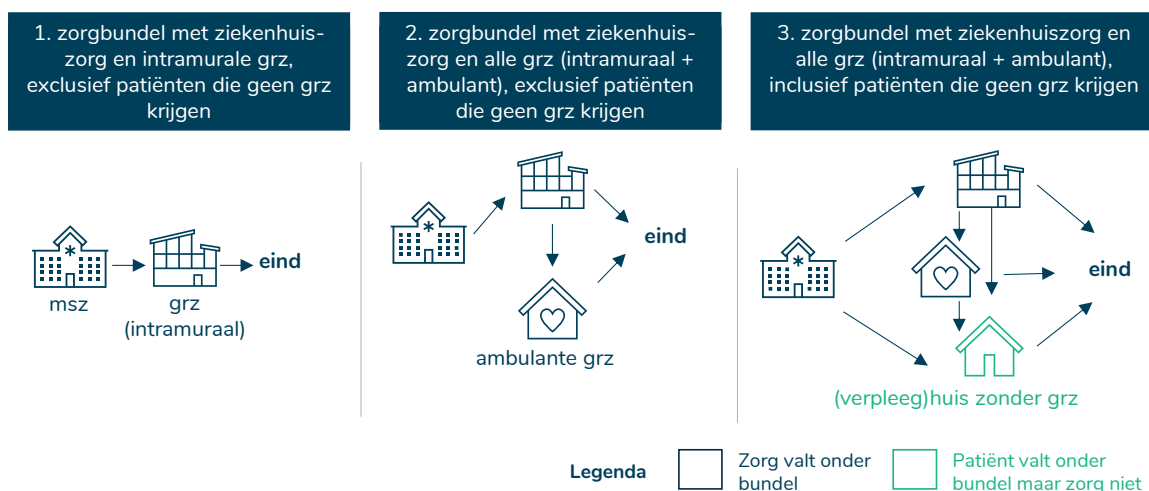 1. zorgbundel met ziekenhuis-
zorg en intramurale grz,
exclusief patiënten die geen grz
krijgen
2. zorgbundel met ziekenhuis-
zorg en alle grz (intramuraal +
ambulant), exclusief patiënten
die geen grz krijgen
3. zorgbundel met ziekenhuiszorg en
alle grz (intramuraal + ambulant),
inclusief patiënten die geen grz krijgen
msz
grz
(intramuraal)
eind
eind
ambulante grz
eind
(verpleeg)huis zonder grz
Legenda
Zorg valt onder
bundel
Patiënt valt onder
bundel maar zorg niet